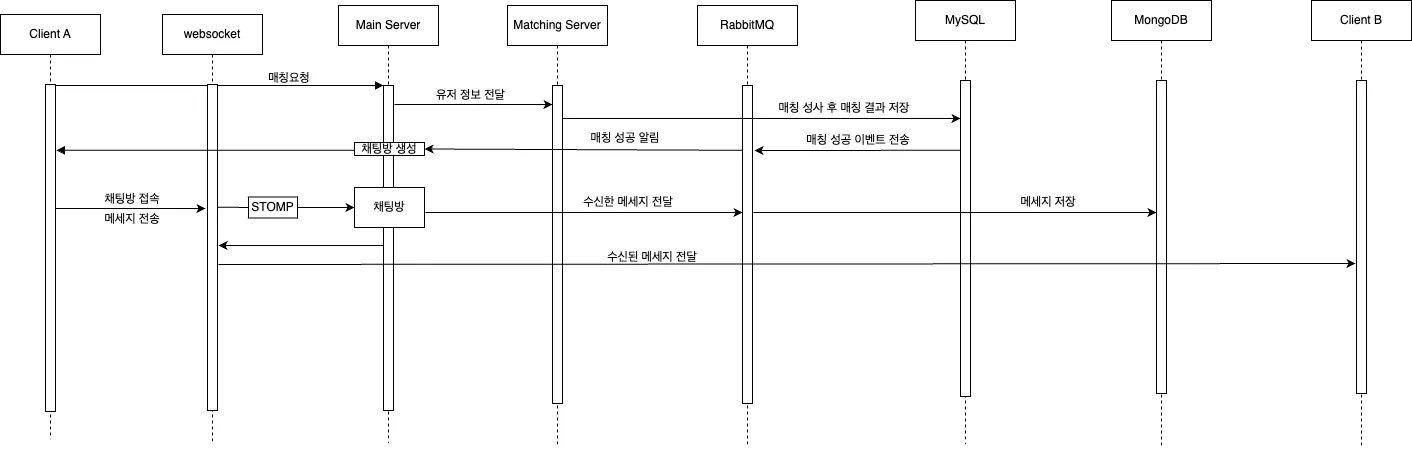 Client A
websocket
Main Server
Matching Server
RabbitMQ
MySQL
MongoDB
Client B
매칭요청
유저 정보 전달
매칭 성사 후 매칭 결과 저장
매칭 성공 이벤트 전송
매칭 성공 알림
채팅방 생성
채팅방 접속
메세지 전송
STOMP
채팅방
수신한 메세지 전달
메세지 저장
수신된 메세지 전달